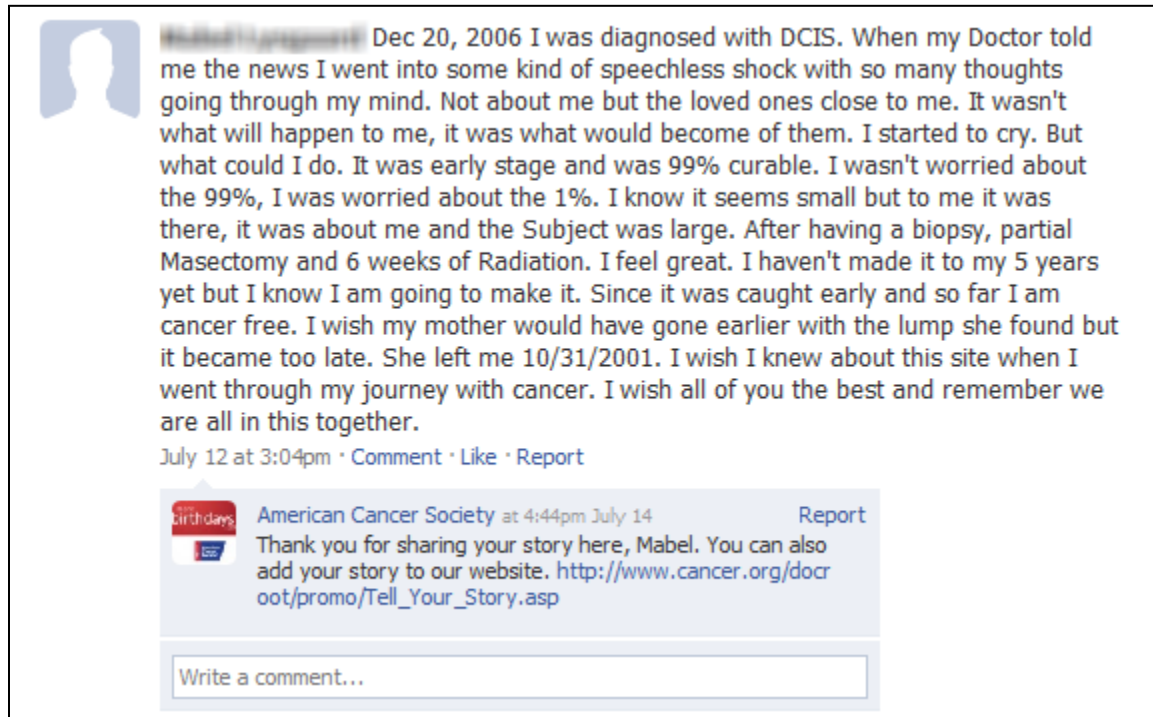 Dec 20, 2006 I was diagnosed with DCIS. When my Doctor told
me the news I went into some kind of speechless shock with so many thoughts
going through my mind. Not about me but the loved ones close to me. It wasn't
what will happen to me, it was what would become of them. I started to cry. But
what could I do. It was early stage and was 99% curable. I wasn't worried about
the 99%, I was worried about the 1%. I know it seems small but to me it was
there, it was about me and the Subject was large. After having a biopsy, partial
Masectomy and 6 weeks of Radiation. I feel great. I haven't made it to my 5 years
yet but I know I am going to make it. Since it was caught early and so far I am
cancer free. I wish my mother would have gone earlier with the lump she found but
it became too late. She left me 10/31/2001. I wish I knew about this site when I
went through my journey with cancer. I wish all of you the best and remember we
are all in this together.
July 12 at 3:04pm · Comment · Like · Report
birthdays
American Cancer Society at 4:44pm July 14 Report
Thank you for sharing your story here, Mabel. You can also
add your story to our website. http://www.cancer.org/docr
oot/promo/Tell_Your_Story.asp
Write a comment...